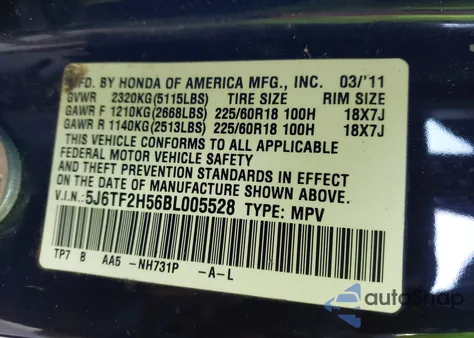 MFD. BY HONDA OF AMERICA MFG., INC. 03/'11
GVWR 2320KG(5115LBS) TIRE SIZE RIM SIZE
GAWR F 1210KG(2668LBS) 225/60R18 100H 18X7J
GAWR R 1140KG(2513LBS) 225/60R18 100H 18X7J
THIS VEHICLE CONFORMS TO ALL APPLICABLE
FEDERAL MOTOR VEHICLE SAFETY
AND THEFT PREVENTION STANDARDS IN EFFECT
ON THE DATE OF MANUFACTURE SHOWN ABOVE.
V.I.N.: 5J6TF2H56BL005528 TYPE: MPV
TP7 B AA5 -NH731P -A-L
autoSnap